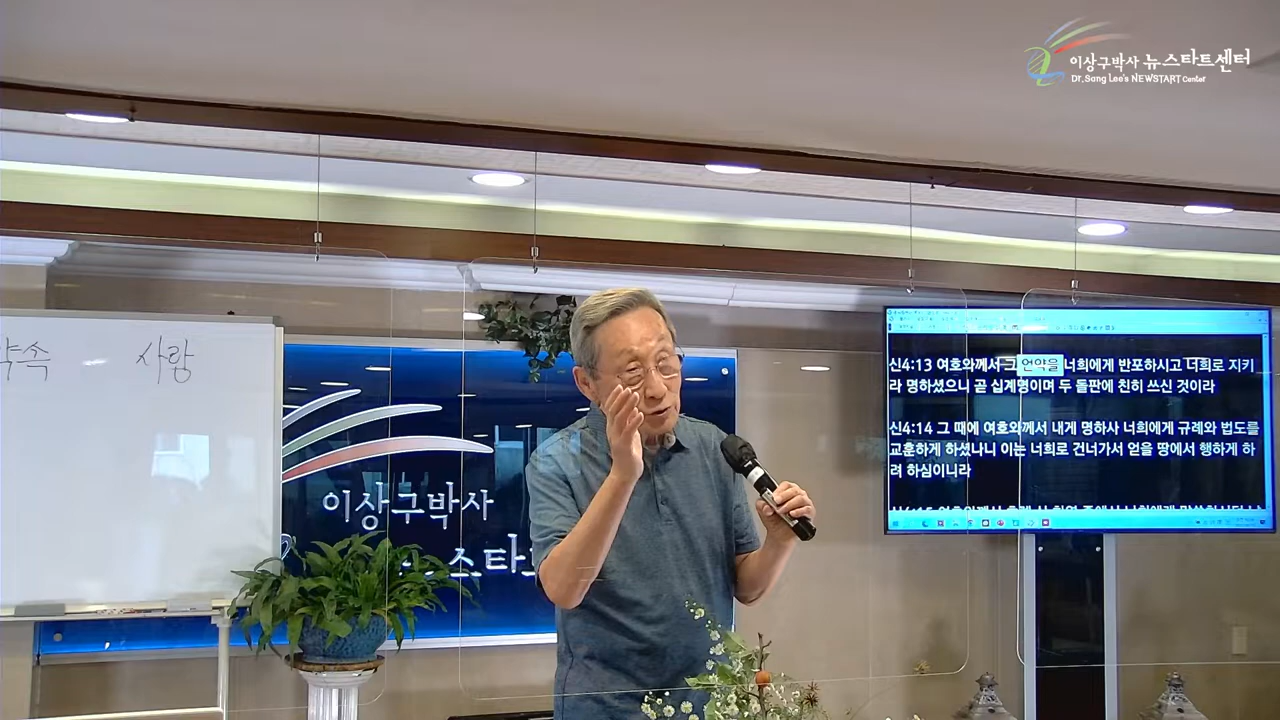 이상구박사 뉴스타트센터
Dr. Sang Lee's NEWSTART Center
약속 사랑
이상구박사
뉴스타트
신4:13 여호와께서 그 언약을 너희에게 반포하시고 너희로 지키
라 명하셨으니 곧 십계명이며 두 돌판에 친히 쓰신 것이라
신4:14 그 때에 여호와께서 내게 명하사 너희에게 규례와 법도를
교훈하게 하셨나니 이는 너희로 건너가서 얻을 땅에서 행하게 하
려 하심이니라